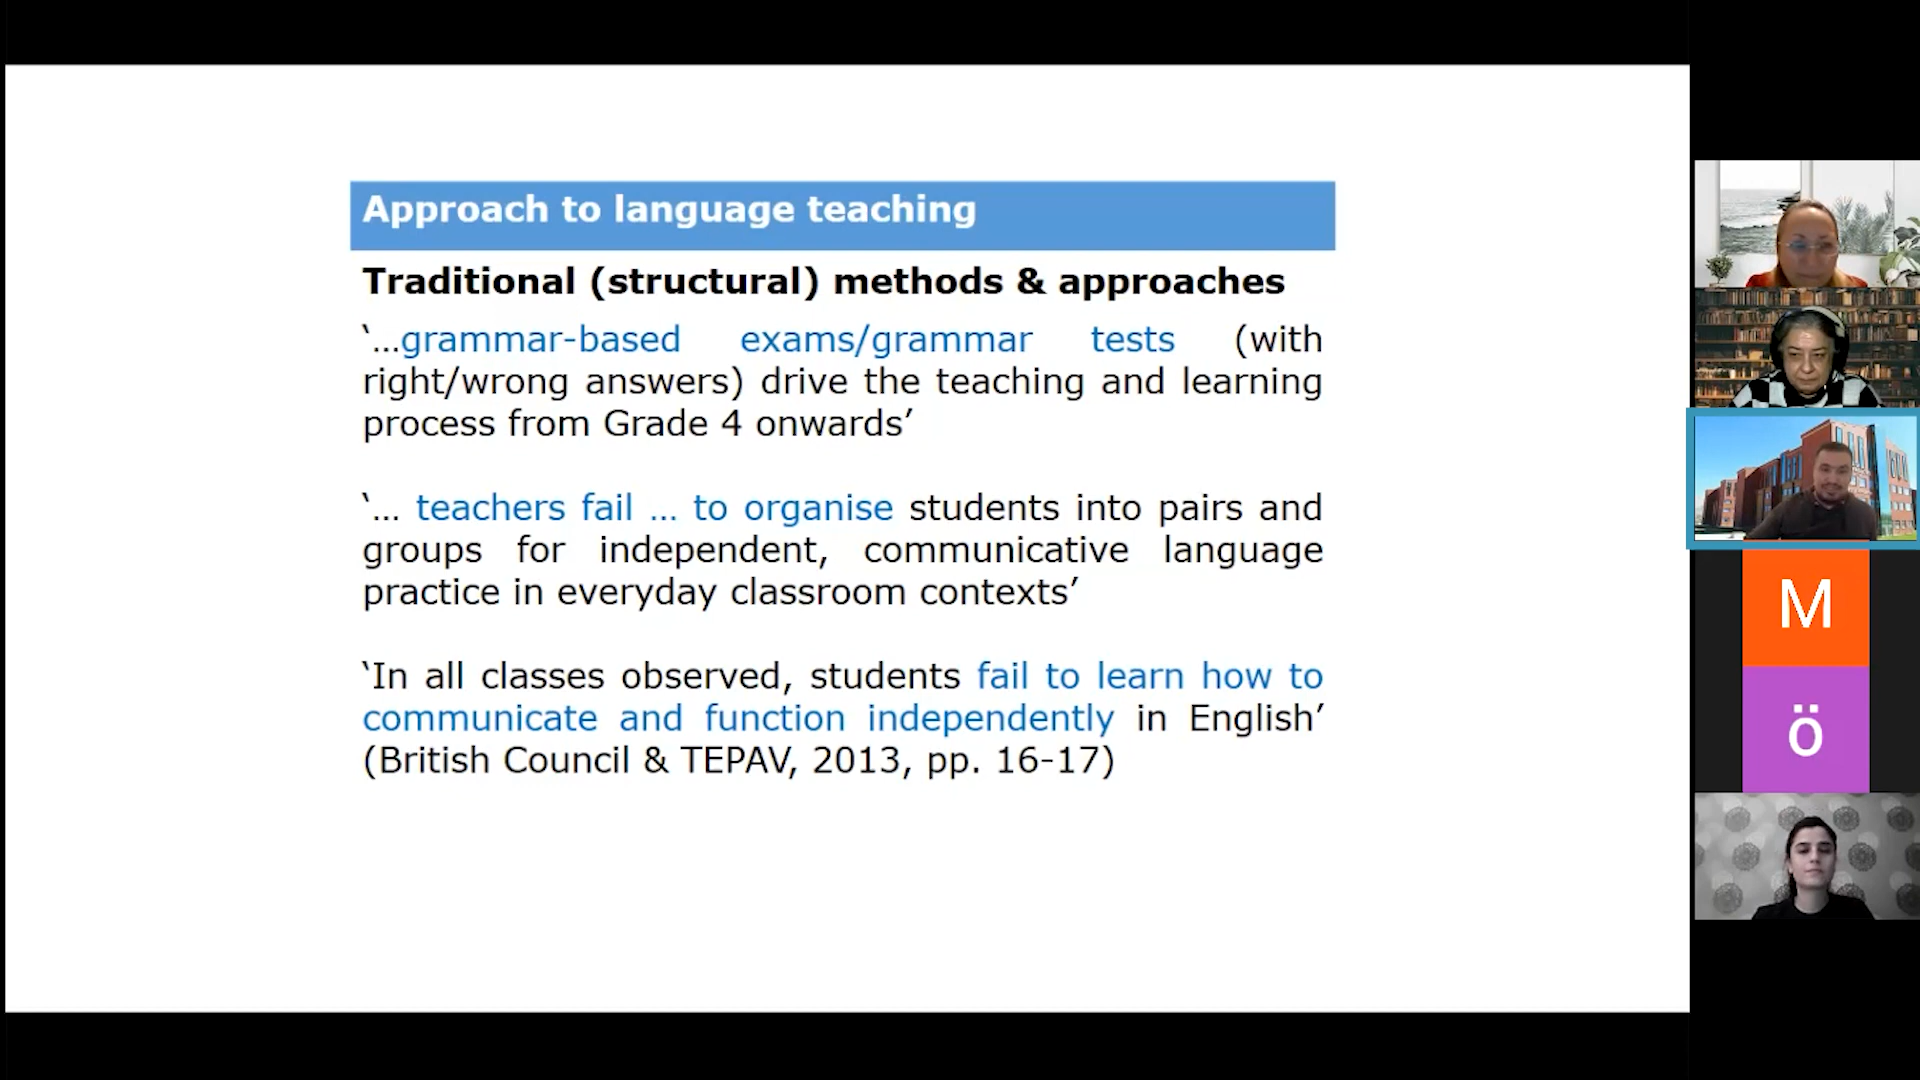 Approach to language teaching
Traditional (structural) methods & approaches
‘…grammar-based exams/grammar tests (with
right/wrong answers) drive the teaching and learning
process from Grade 4 onwards’
‘… teachers fail … to organise students into pairs and
groups for independent, communicative language
practice in everyday classroom contexts’
‘In all classes observed, students fail to learn how to
communicate and function independently in English’
(British Council & TEPAV, 2013, pp. 16-17)
M
ö